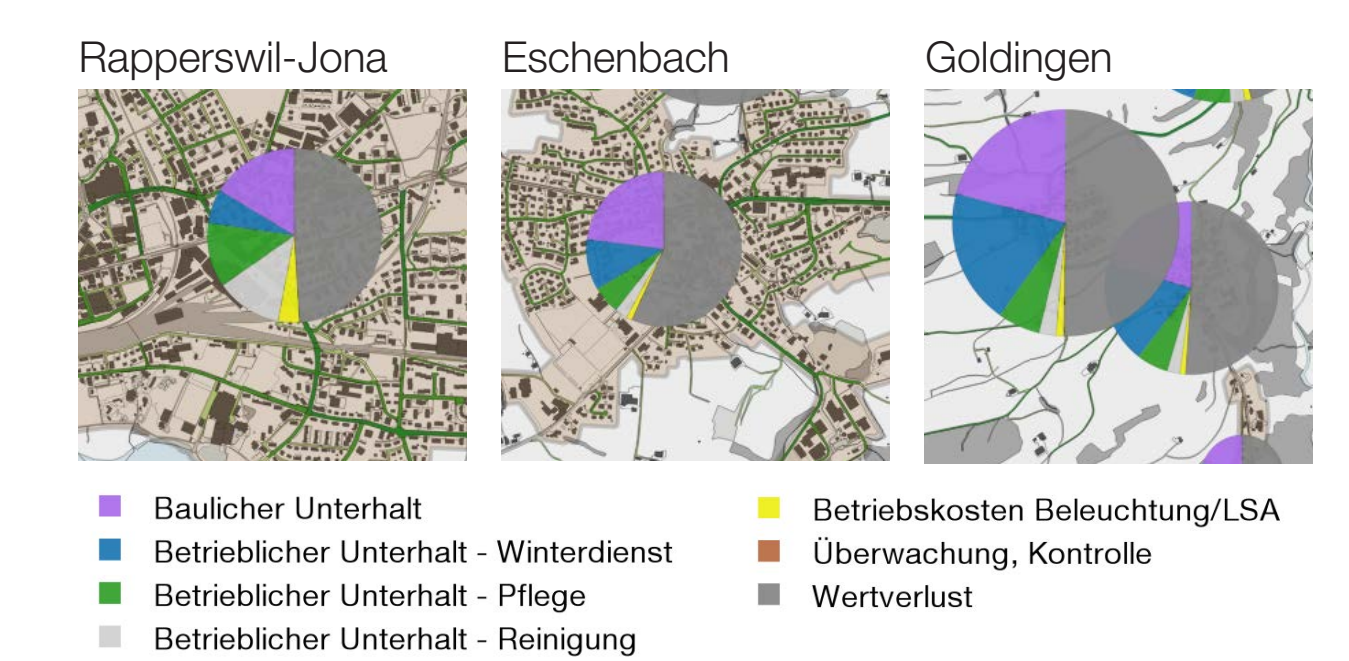 Rapperswil-Jona
Eschenbach
Goldingen
Baulicher Unterhalt
Betrieblicher Unterhalt - Winterdienst
Betrieblicher Unterhalt - Pflege
Betrieblicher Unterhalt - Reinigung
Betriebskosten Beleuchtung/LSA
Überwachung, Kontrolle
Wertverlust